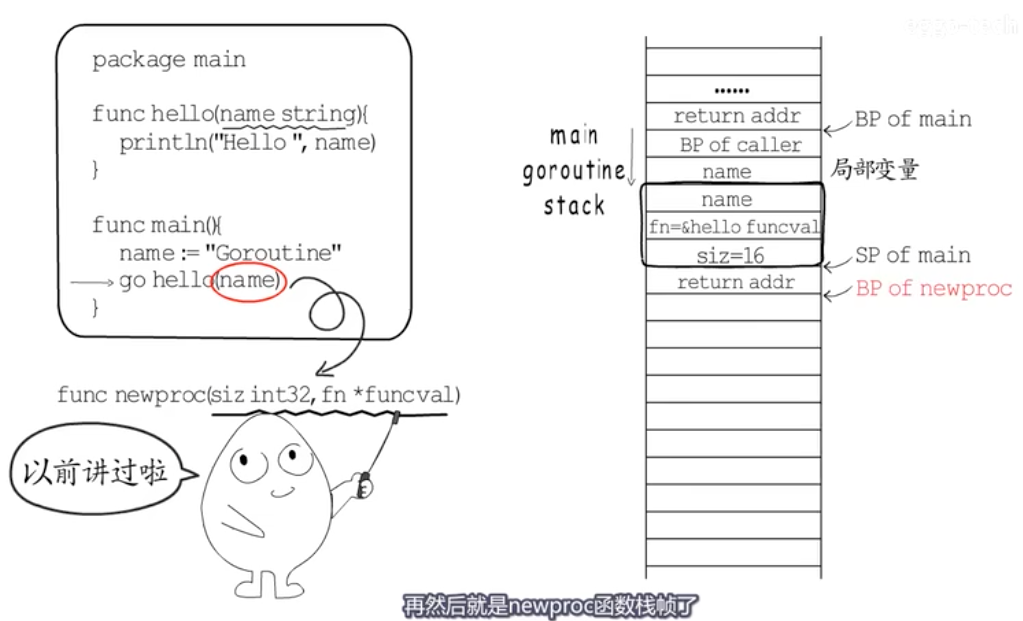 package main
func hello(name string){
println("Hello ", name)
}
func main(){
name := "Goroutine"
go hello(name)
}
func newproc(siz int32, fn *funcval)
以前讲过啦
main
goroutine
stack
......
return addr
BP of caller
name
name
fn=&hello funcval
siz=16
return addr
BP of main
局部变量
SP of main
BP of newproc
再然后就是newproc函数栈帧了